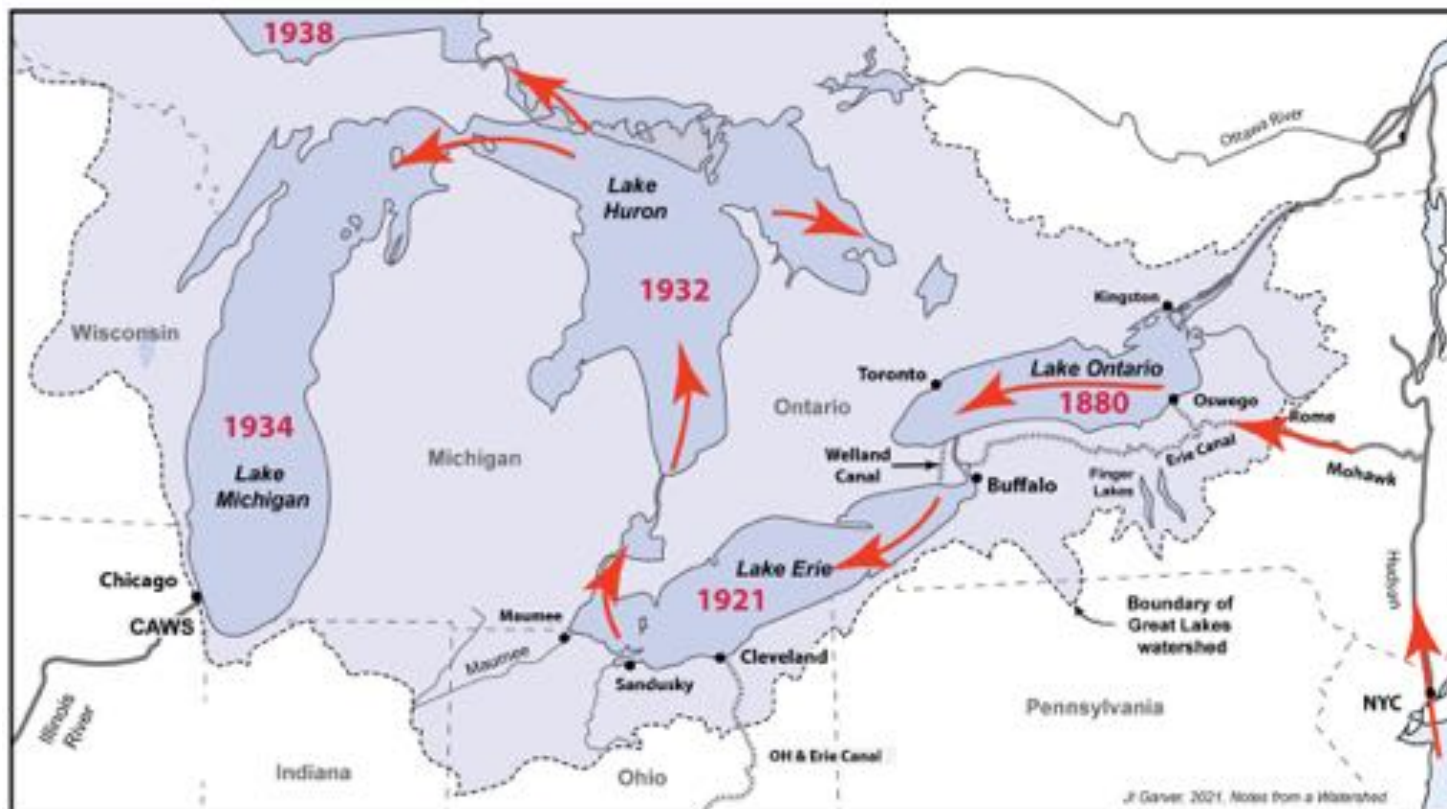 1938
Ottawa River
Lake
Huron
1932
Wisconsin
Kingston
Toronto
Lake Ontario
1880
Oswego
Rome
Ontario
1934
Lake
Michigan
Michigan
Welland
Canal
Erie Canal
Mohawk
Finger
Lakes
Buffalo
Hudson
Lake Erie
1921
Chicago
CAWS
Maumee
Maumee
Boundary of
Great Lakes
watershed
Cleveland
Sandusky
Illinois
River
Pennsylvania
NYC
OH & Erie Canal
Indiana
Ohio
JI Garver, 2021, Notes from a Watershed